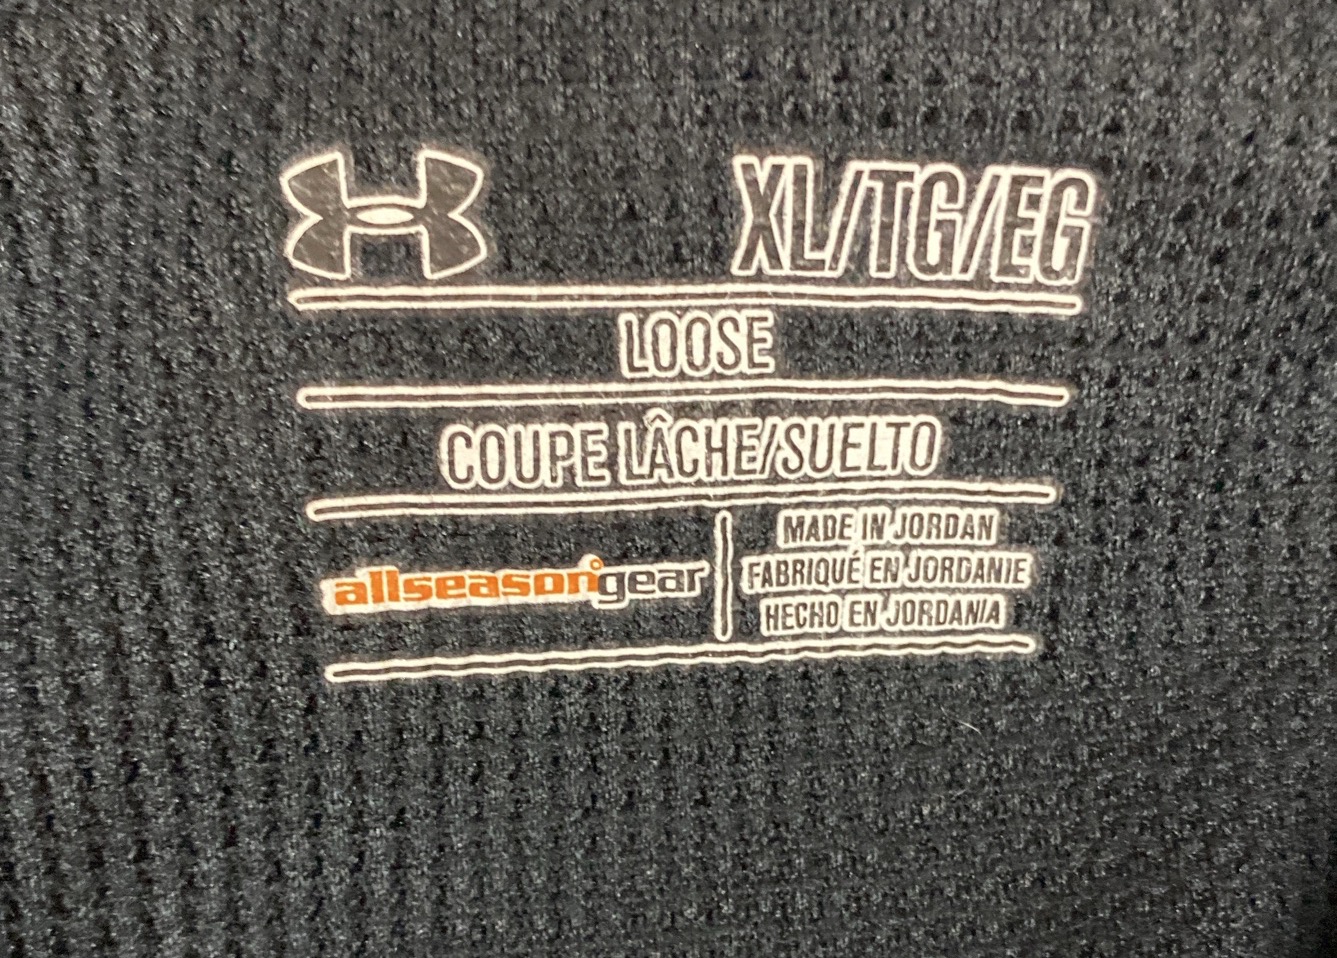 XL/TG/EG
LOOSE
COUPE LÂCHE/SUELTO
allseasongear
MADE IN JORDAN
FABRIQUÉ EN JORDANIE
HECHO EN JORDANIA